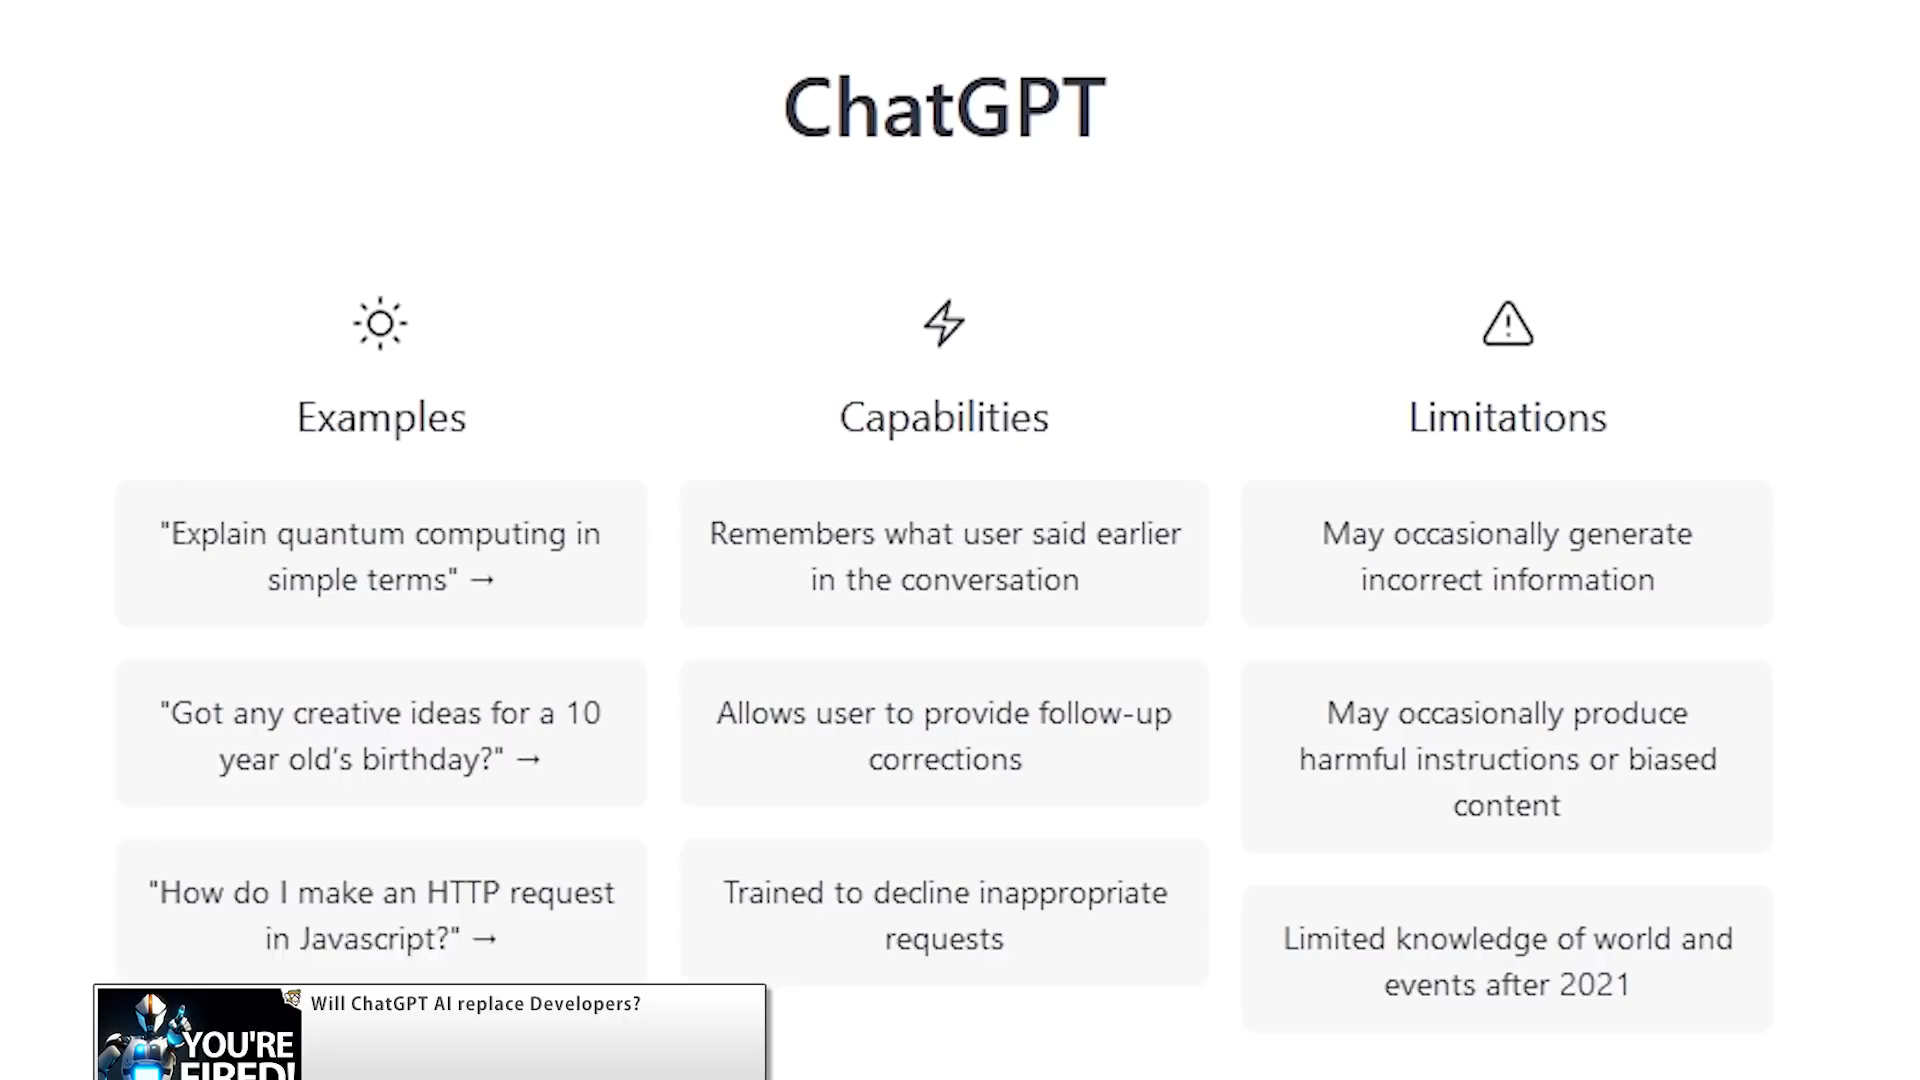 ChatGPT
Examples
"Explain quantum computing in
simple terms" →
"Got any creative ideas for a 10
year old's birthday?" →
"How do I make an HTTP request
in Javascript?" →
Capabilities
Remembers what user said earlier
in the conversation
Allows user to provide follow-up
corrections
Trained to decline inappropriate
requests
Limitations
May occasionally generate
incorrect information
May occasionally produce
harmful instructions or biased
content
Limited knowledge of world and
events after 2021
Will ChatGPT AI replace Developers?
YOU'RE
FIRED!